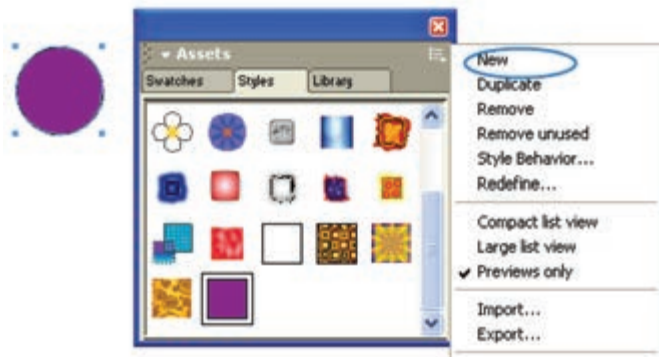 Assets
Swatches Styles Library
New
Duplicate
Remove
Remove unused
Style Behavior...
Redefine...
Compact list view
Large list view
Previews only
Import...
Export...